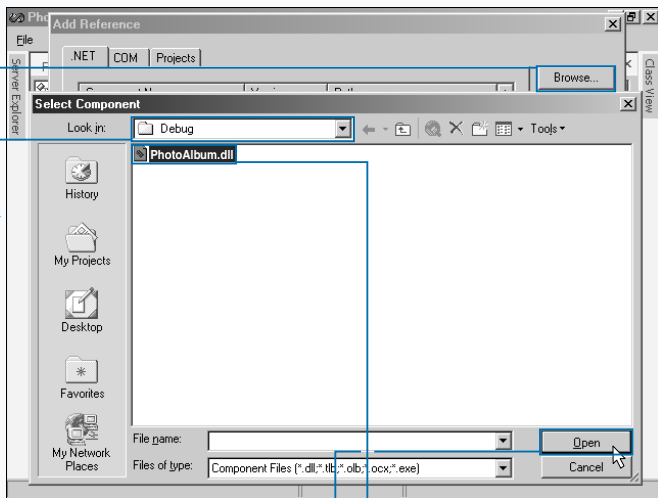 Pho
Add Reference
File
.NET COM Projects
Server Explorer
Class View
Browse...
Select Component
Look in: Debug Tools
PhotoAlbum.dll
History
My Projects
Desktop
Favorites
My Network Places
File name:
Open
Files of type: Component Files (*.dll;*.tlb;*.olb;*.ocx;*.exe)
Cancel